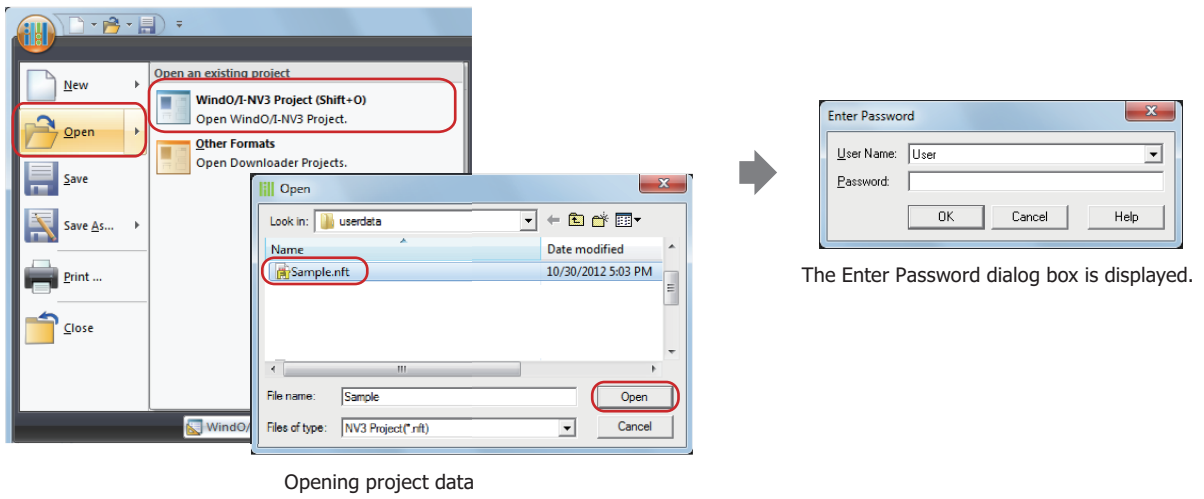 Open an existing project
New
WindO/I-NV3 Project (Shift+O)
Open WindO/I-NV3 Project.
Open
Other Formats
Open Downloader Projects.
Save
Save As...
Print ...
Close
WindO/
Open
Look in: userdata
Name Date modified
Sample.nft 10/30/2012 5:03 PM
File name: Sample Open
Files of type: NV3 Project(*.nft) Cancel
Opening project data
Enter Password
User Name: User
Password:
OK Cancel Help
The Enter Password dialog box is displayed.